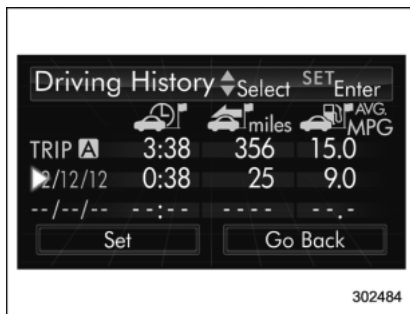 Driving History Select SET Enter
miles AVG. MPG
TRIP A 3:38 356 15.0
2/12/12 0:38 25 9.0
--/--/-- --:-- ---- --.-
Set Go Back
302484